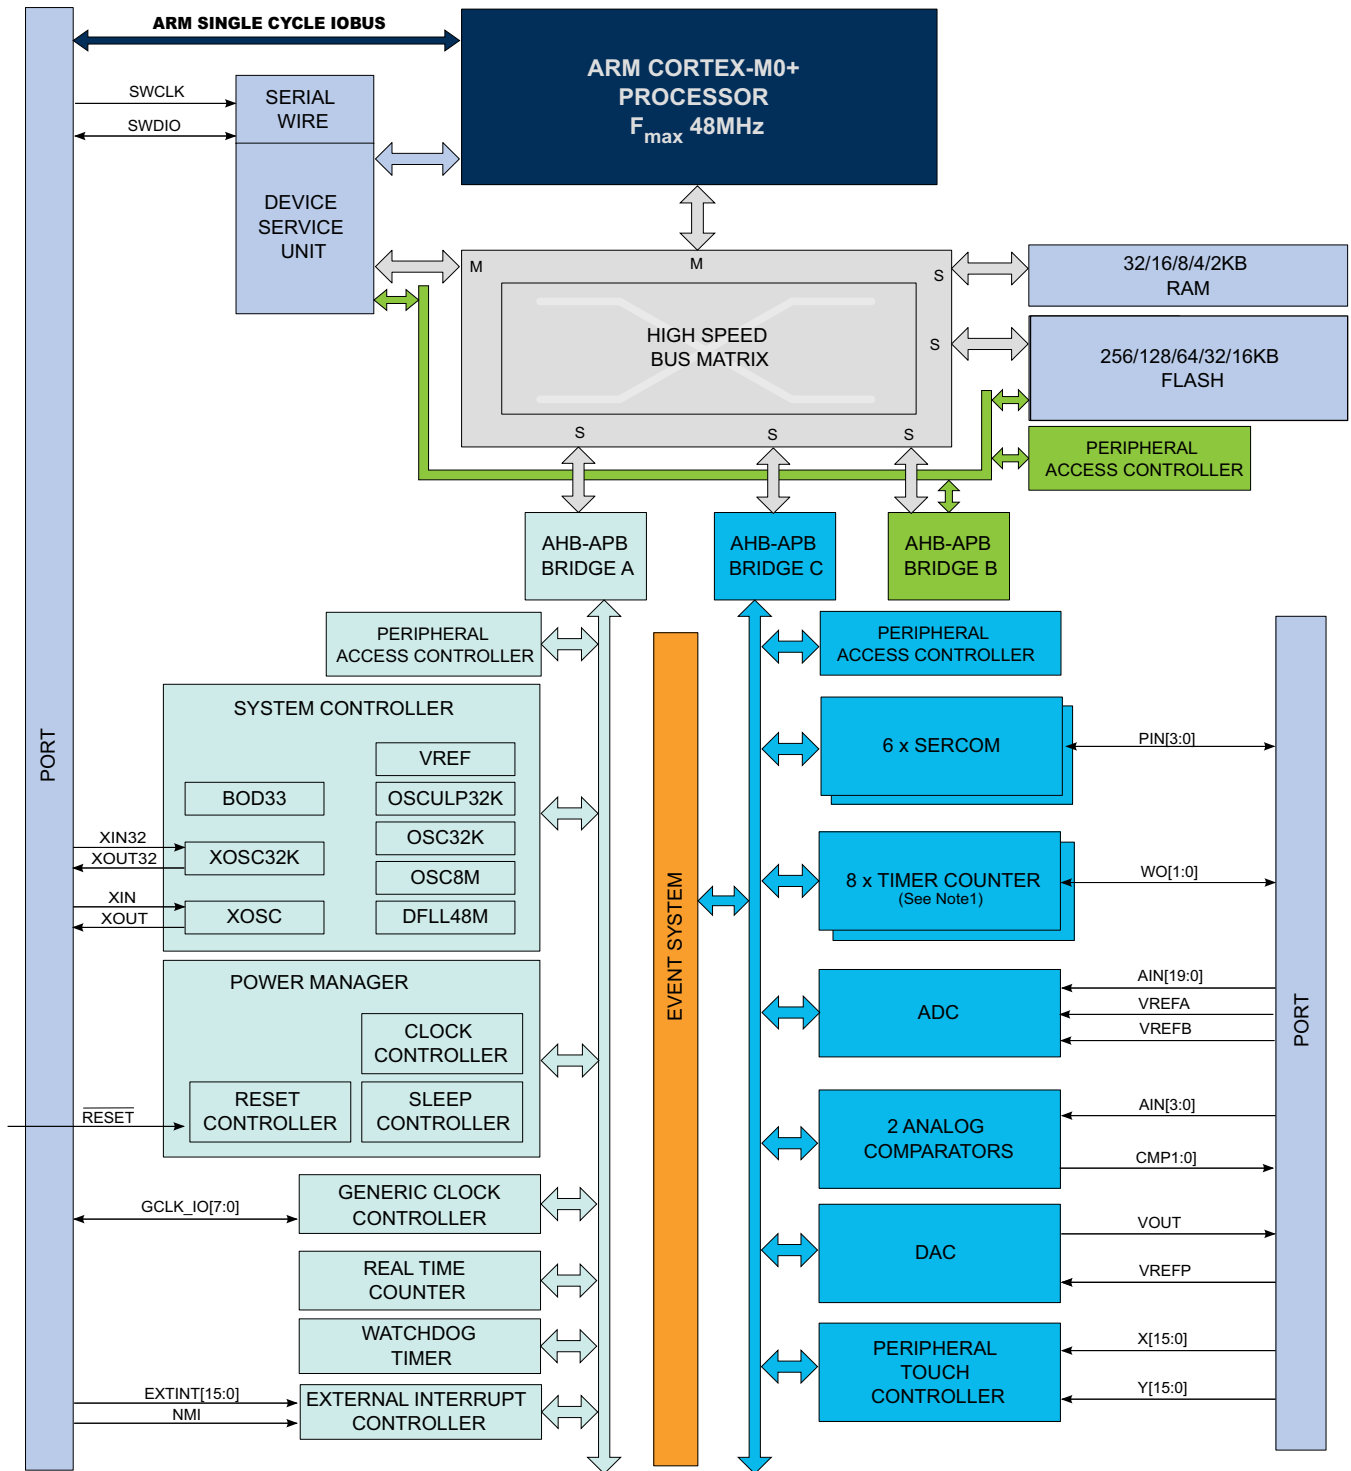 ARM SINGLE CYCLE IOBUS
ARM CORTEX-M0+
PROCESSOR
Fmax 48MHz
SWCLK
SWDIO
SERIAL
WIRE
DEVICE
SERVICE
UNIT
M
M
S
S
S
S
S
HIGH SPEED
BUS MATRIX
32/16/8/4/2KB
RAM
256/128/64/32/16KB
FLASH
PERIPHERAL
ACCESS CONTROLLER
AHB-APB
BRIDGE A
AHB-APB
BRIDGE C
AHB-APB
BRIDGE B
PORT
PERIPHERAL
ACCESS CONTROLLER
SYSTEM CONTROLLER
VREF
BOD33
OSCULP32K
OSC32K
XOSC32K
OSC8M
XOSC
DFLL48M
XIN32
XOUT32
XIN
XOUT
POWER MANAGER
CLOCK
CONTROLLER
RESET
CONTROLLER
SLEEP
CONTROLLER
RESET
GCLK_IO[7:0]
GENERIC CLOCK
CONTROLLER
REAL TIME
COUNTER
WATCHDOG
TIMER
EXTINT[15:0]
NMI
EXTERNAL INTERRUPT
CONTROLLER
EVENT SYSTEM
PERIPHERAL
ACCESS CONTROLLER
6 x SERCOM
PIN[3:0]
8 x TIMER COUNTER
(See Note1)
WO[1:0]
ADC
AIN[19:0]
VREFA
VREFB
2 ANALOG
COMPARATORS
AIN[3:0]
CMP1:0]
DAC
VOUT
VREFP
PERIPHERAL
TOUCH
CONTROLLER
X[15:0]
Y[15:0]
PORT